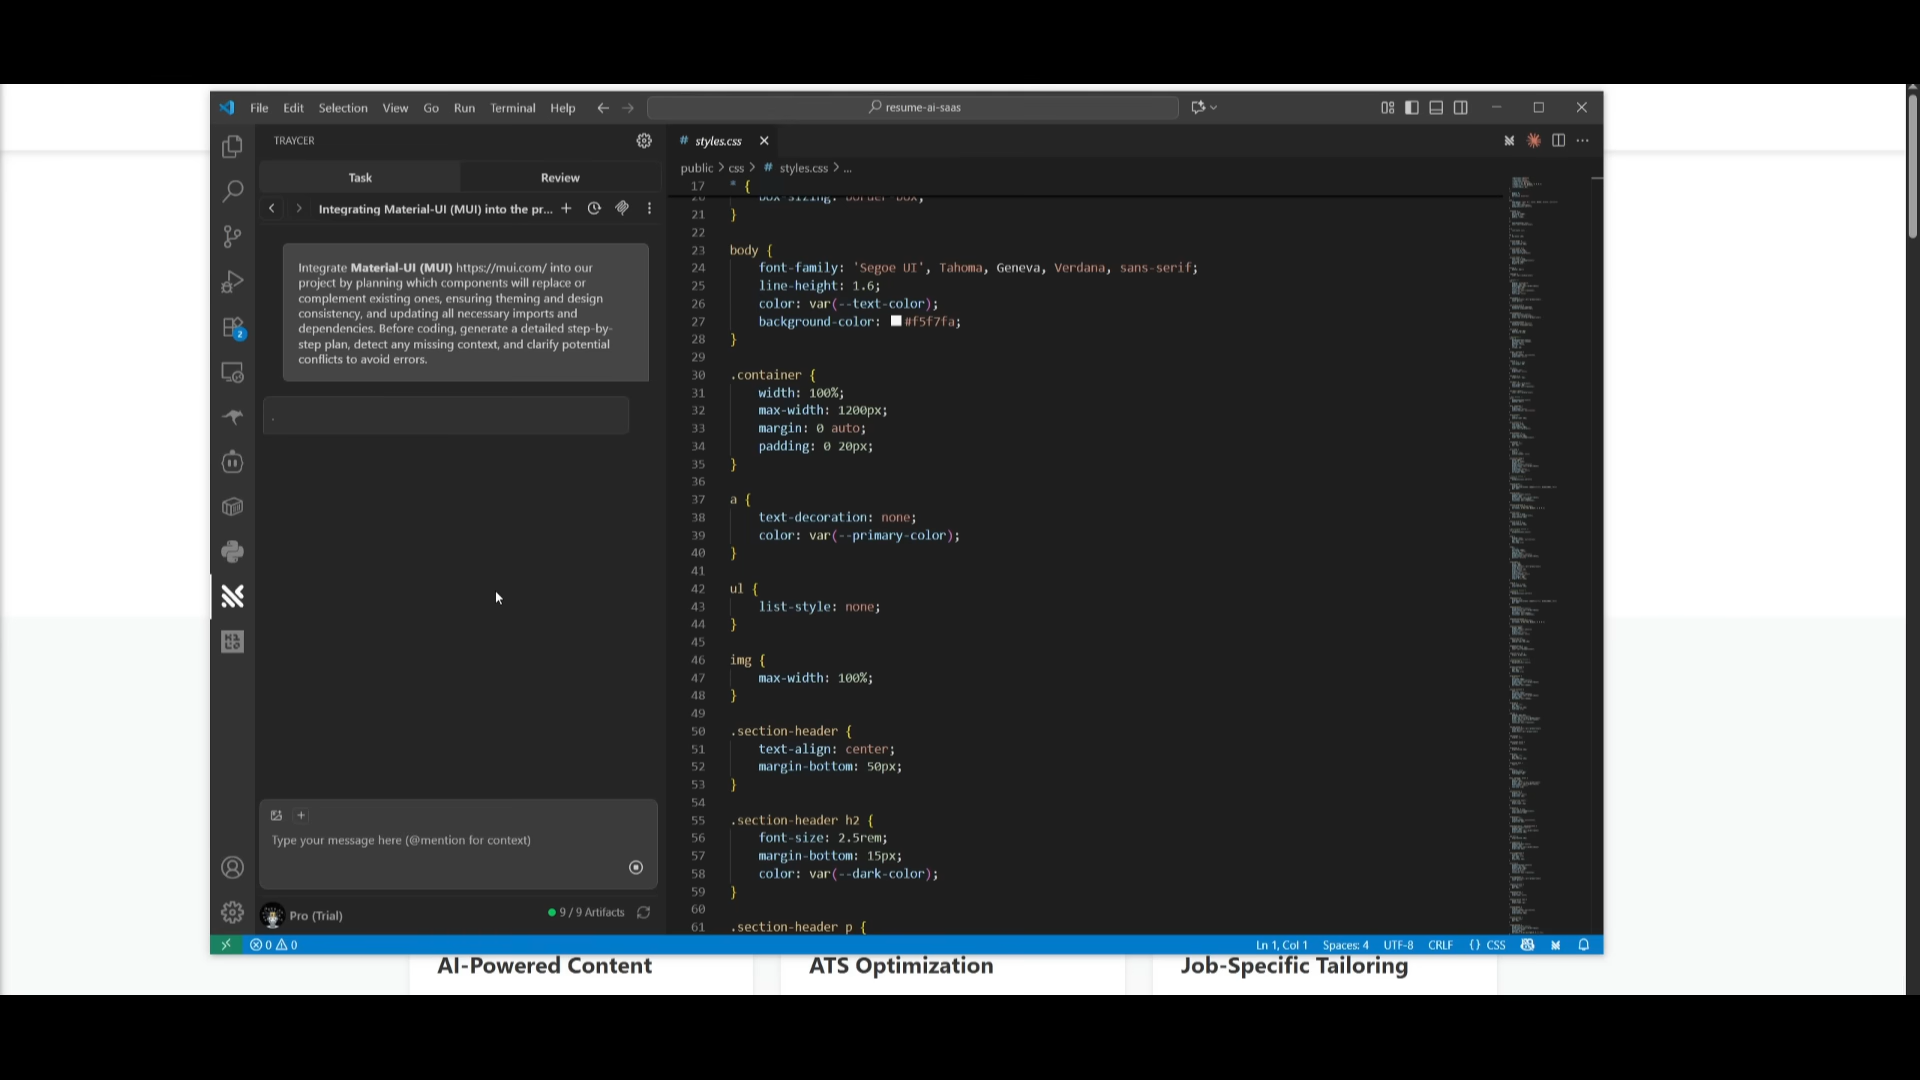 File Edit Selection View Go Run Terminal Help
resume-ai-saas
TRAYCER
Task Review
Integrating Material-UI (MUI) into the pr...
Integrate Material-UI (MUI) https://mui.com/ into our
project by planning which components will replace or
complement existing ones, ensuring theming and design
consistency, and updating all necessary imports and
dependencies. Before coding, generate a detailed step-by-
step plan, detect any missing context, and clarify potential
conflicts to avoid errors.
.
2
Type your message here (@mention for context)
Pro (Trial)
9 / 9 Artifacts
# styles.css
public > css > # styles.css > ...
17 * {
20 box-sizing: border-box;
21 }
22
23 body {
24 font-family: 'Segoe UI', Tahoma, Geneva, Verdana, sans-serif;
25 line-height: 1.6;
26 color: var(--text-color);
27 background-color: #f5f7fa;
28 }
29
30 .container {
31 width: 100%;
32 max-width: 1200px;
33 margin: 0 auto;
34 padding: 0 20px;
35 }
36
37 a {
38 text-decoration: none;
39 color: var(--primary-color);
40 }
41
42 ul {
43 list-style: none;
44 }
45
46 img {
47 max-width: 100%;
48 }
49
50 .section-header {
51 text-align: center;
52 margin-bottom: 50px;
53 }
54
55 .section-header h2 {
56 font-size: 2.5rem;
57 margin-bottom: 15px;
58 color: var(--dark-color);
59 }
60
61 .section-header p {
0 0
Ln 1, Col 1 Spaces: 4 UTF-8 CRLF {} CSS
AI-Powered Content
ATS Optimization
Job-Specific Tailoring